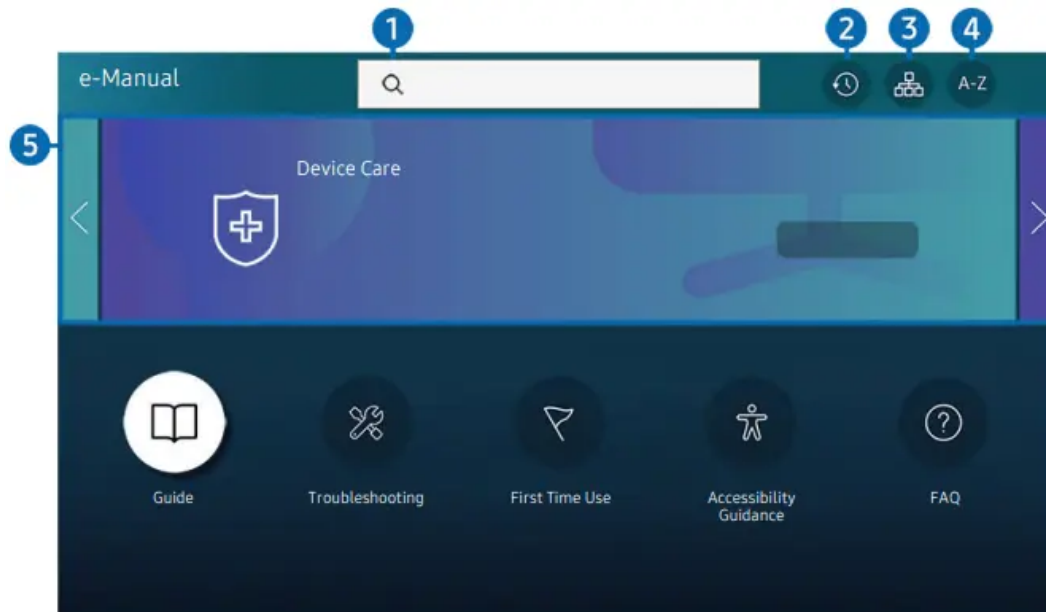 1
2
3
4
e-Manual
A-Z
5
Device Care
Guide
Troubleshooting
First Time Use
Accessibility
Guidance
FAQ